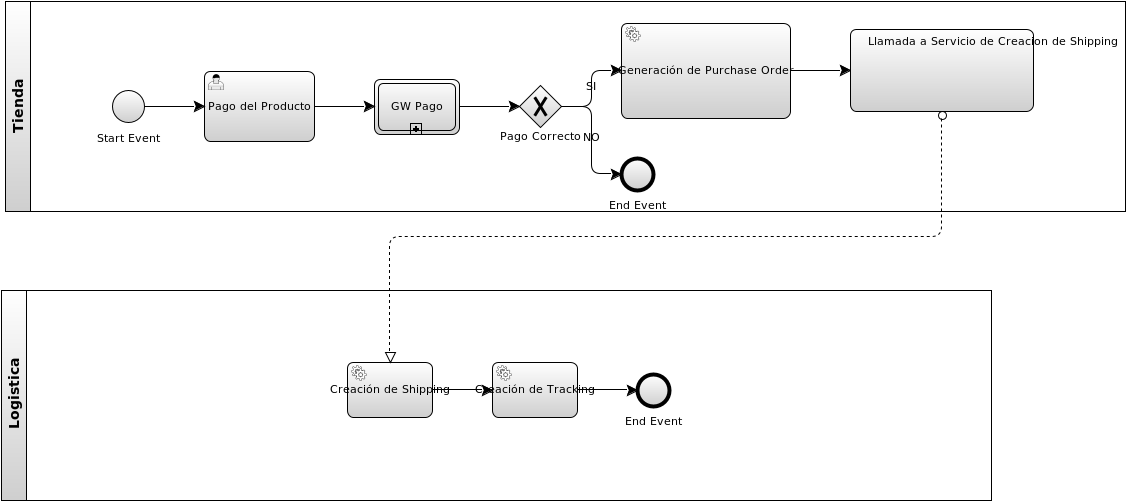 Tienda
Start Event
Pago del Producto
GW Pago
Pago Correcto
SI
NO
Generación de Purchase Order
Llamada a Servicio de Creacion de Shipping
End Event
Logistica
Creación de Shipping
Creación de Tracking
End Event